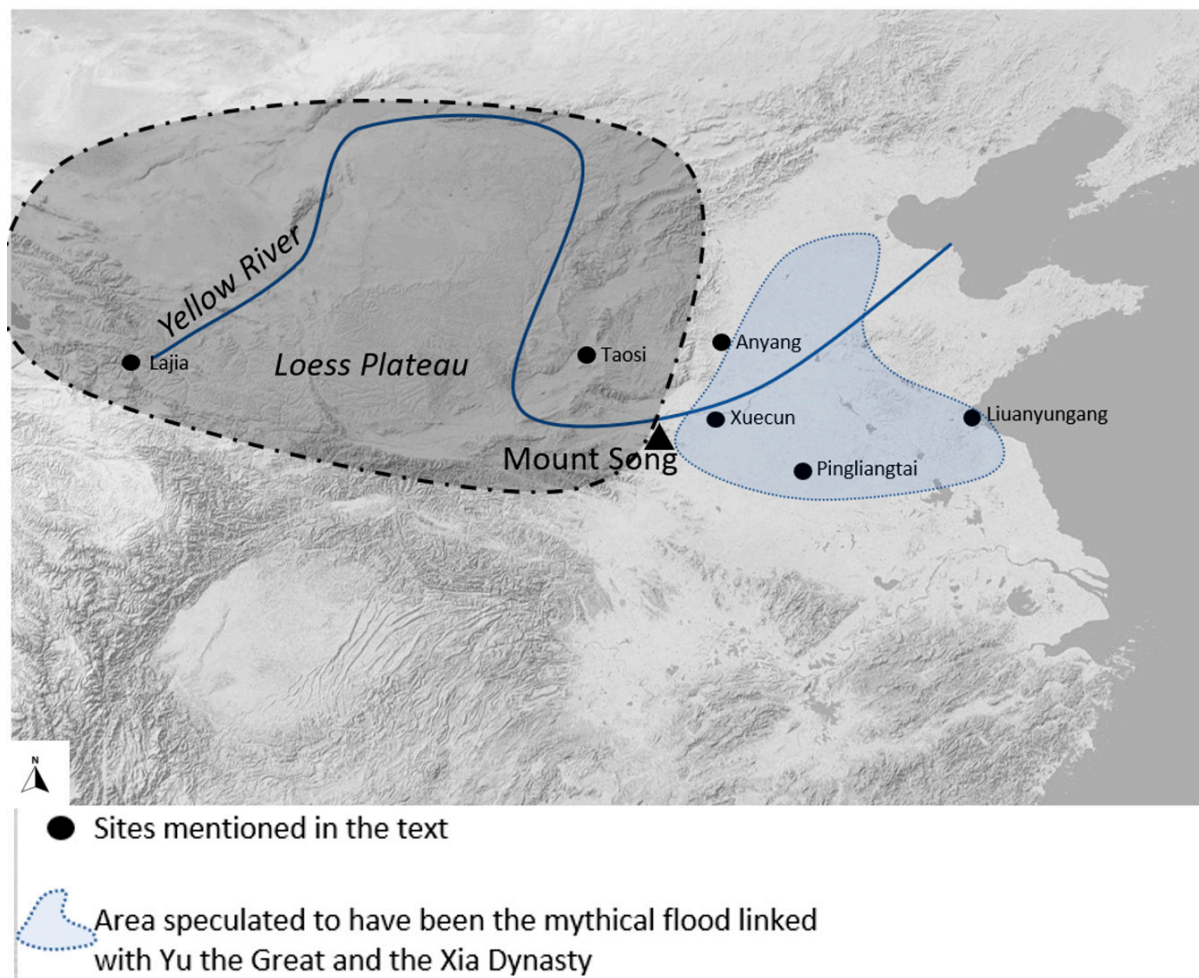 Yellow River
Lajia
Loess Plateau
Taosi
Anyang
Xuecun
Liuanyungang
Mount Song
Pingliangtai
N
Sites mentioned in the text
Area speculated to have been the mythical flood linked
with Yu the Great and the Xia Dynasty